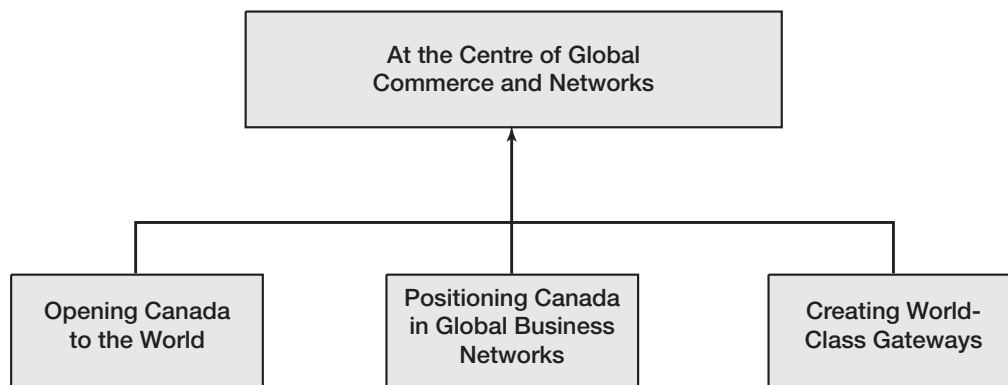 At the Centre of Global
Commerce and Networks
Opening Canada
to the World
Positioning Canada
in Global Business
Networks
Creating World-
Class Gateways